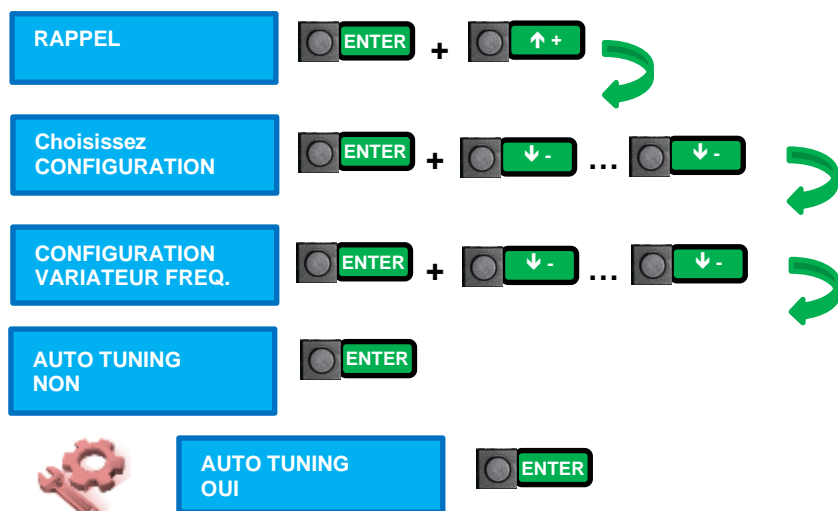 RAPPEL ENTER + ↑ +
Choisissez
CONFIGURATION ENTER + ↓ - ... ↓ -
CONFIGURATION
VARIATEUR FREQ. ENTER + ↓ - ... ↓ -
AUTO TUNING
NON ENTER
AUTO TUNING
OUI ENTER